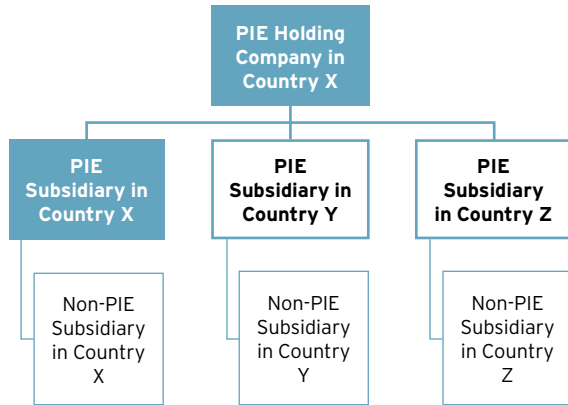 PIE Holding
Company in
Country X
PIE
Subsidiary in
Country X
PIE
Subsidiary in
Country Y
PIE
Subsidiary
in Country Z
Non-PIE
Subsidiary
in Country
X
Non-PIE
Subsidiary
in Country
Y
Non-PIE
Subsidiary
in Country
Z